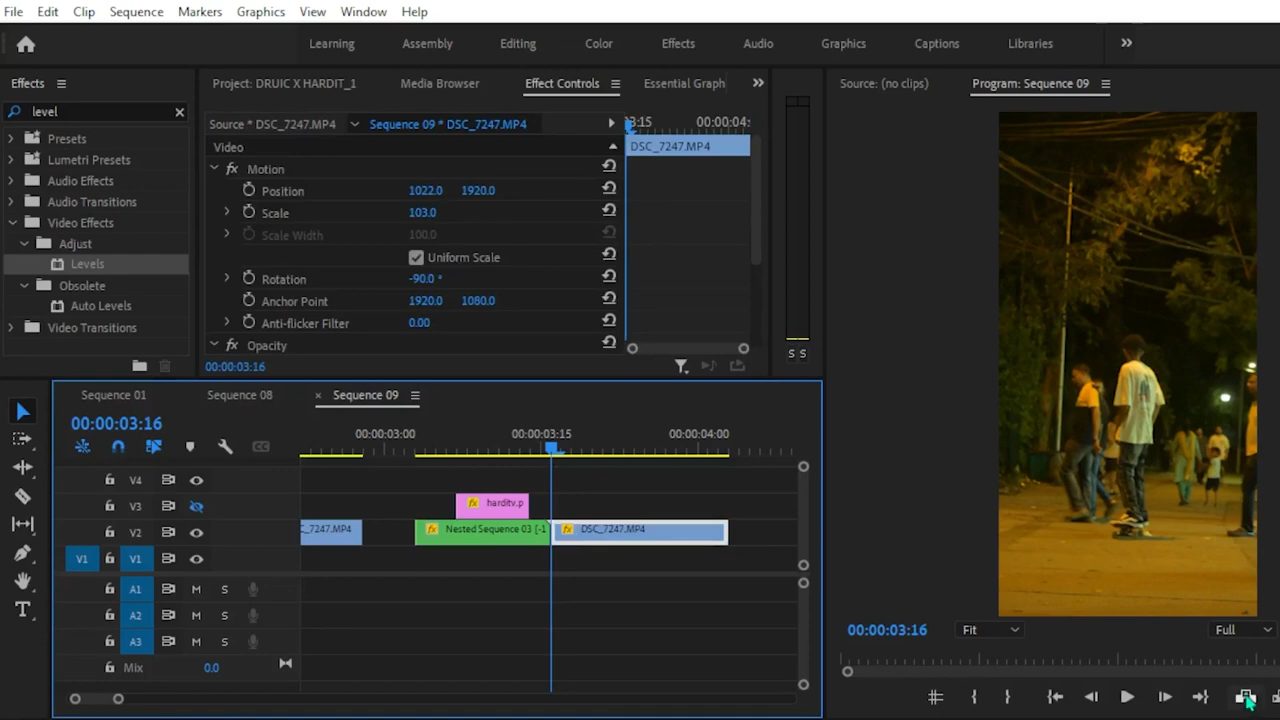 File Edit Clip Sequence Markers Graphics View Window Help
Learning Assembly Editing Color Effects Audio Graphics Captions Libraries
Effects
level
Presets
Lumetri Presets
Audio Effects
Audio Transitions
Video Effects
Adjust
Levels
Obsolete
Auto Levels
Video Transitions
Project: DRUIC X HARDIT_1 Media Browser Effect Controls Essential Graph
Source * DSC_7247.MP4 Sequence 09 * DSC_7247.MP4
Video
Motion
Position 1022.0 1920.0
Scale 103.0
Scale Width 100.0
Uniform Scale
Rotation -90.0 °
Anchor Point 1920.0 1080.0
Anti-flicker Filter 0.00
Opacity
00:00:03:16
3:15 00:00:04:
DSC_7247.MP4
S S
Source: (no clips) Program: Sequence 09
00:00:03:16 Fit Full
Sequence 01 Sequence 08 × Sequence 09
00:00:03:16
00:00:03:00 00:00:03:15 00:00:04:00
V4
V3 harditv.p
C_7247.MP4 Nested Sequence 03 [-1 DSC_7247.MP4
V2
V1 V1
A1 M S
A2 M S
A3 M S
Mix 0.0